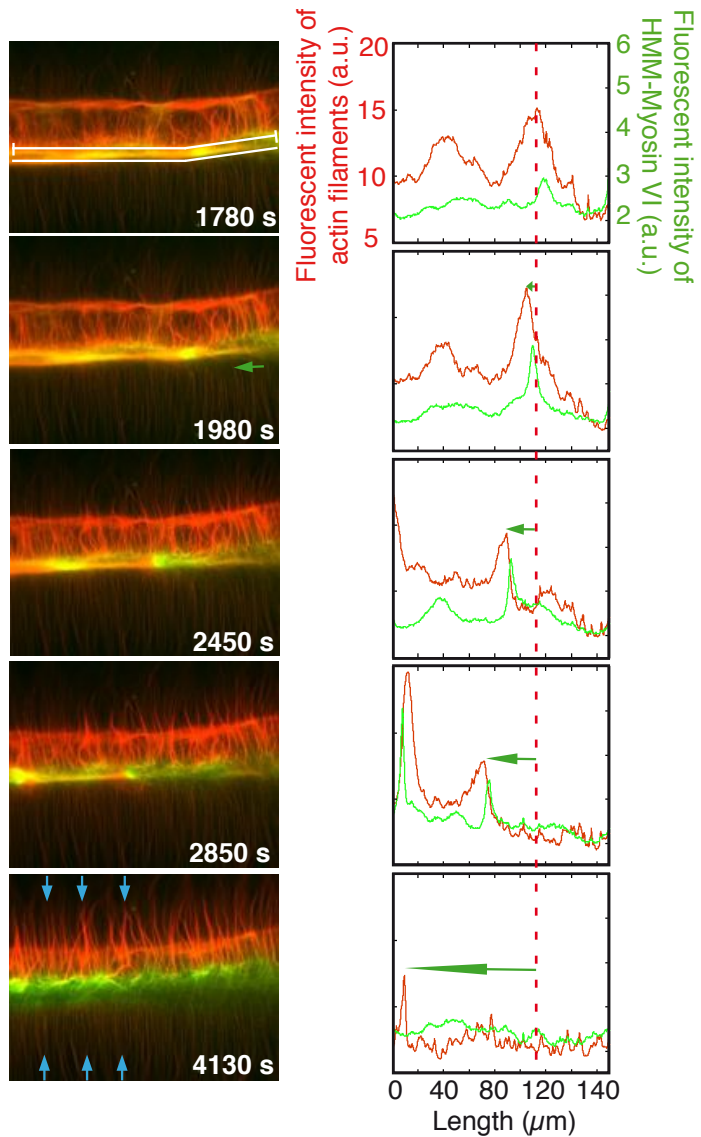 1780 s
1980 s
2450 s
2850 s
4130 s
Fluorescent intensity of
actin filaments (a.u.)
20
15
10
5
6
5
4
3
2
Fluorescent intensity of
HMM-Myosin VI (a.u.)
0 40 80 120 140
Length (µm)